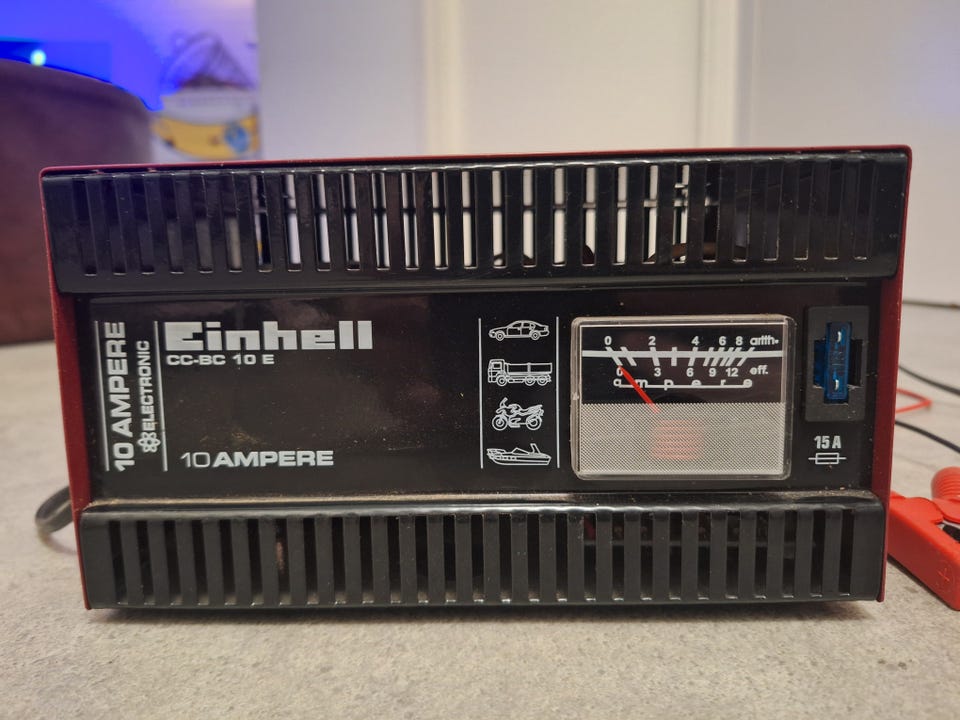 10 AMPERE
ELECTRONIC
Einhell
CC-BC 10 E
10 AMPERE
0 2 4 6 8 arith.
0 3 6 9 12 eff.
ampere
15 A
+